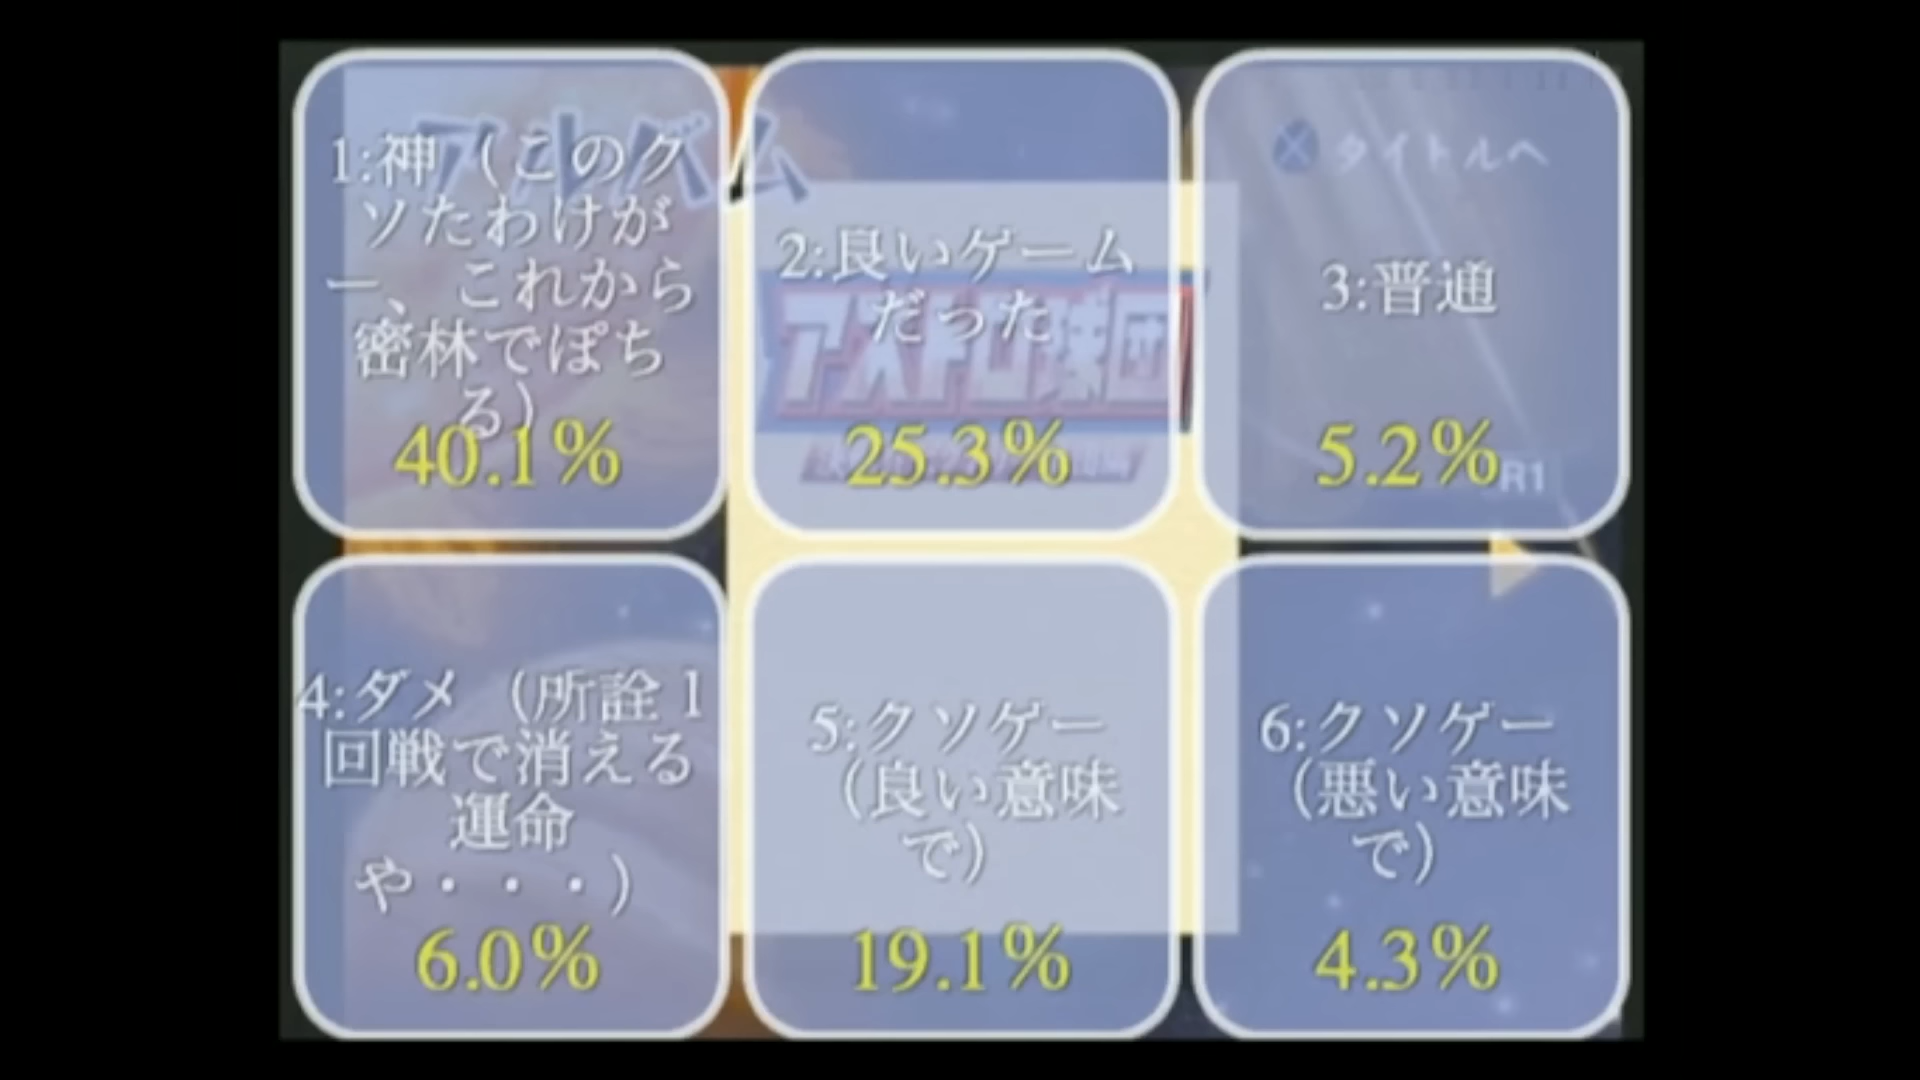 アルバム
1:神（このク
ソたわけが
ー、これから
密林でぽち
る）
40.1%
2:良いゲーム
だった
アストロ球団
25.3%
タイトルへ
3:普通
5.2%
R1
4:ダメ（所詮１
回戦で消える
運命
や・・・）
6.0%
5:クソゲー
（良い意味
で）
19.1%
6:クソゲー
（悪い意味
で）
4.3%